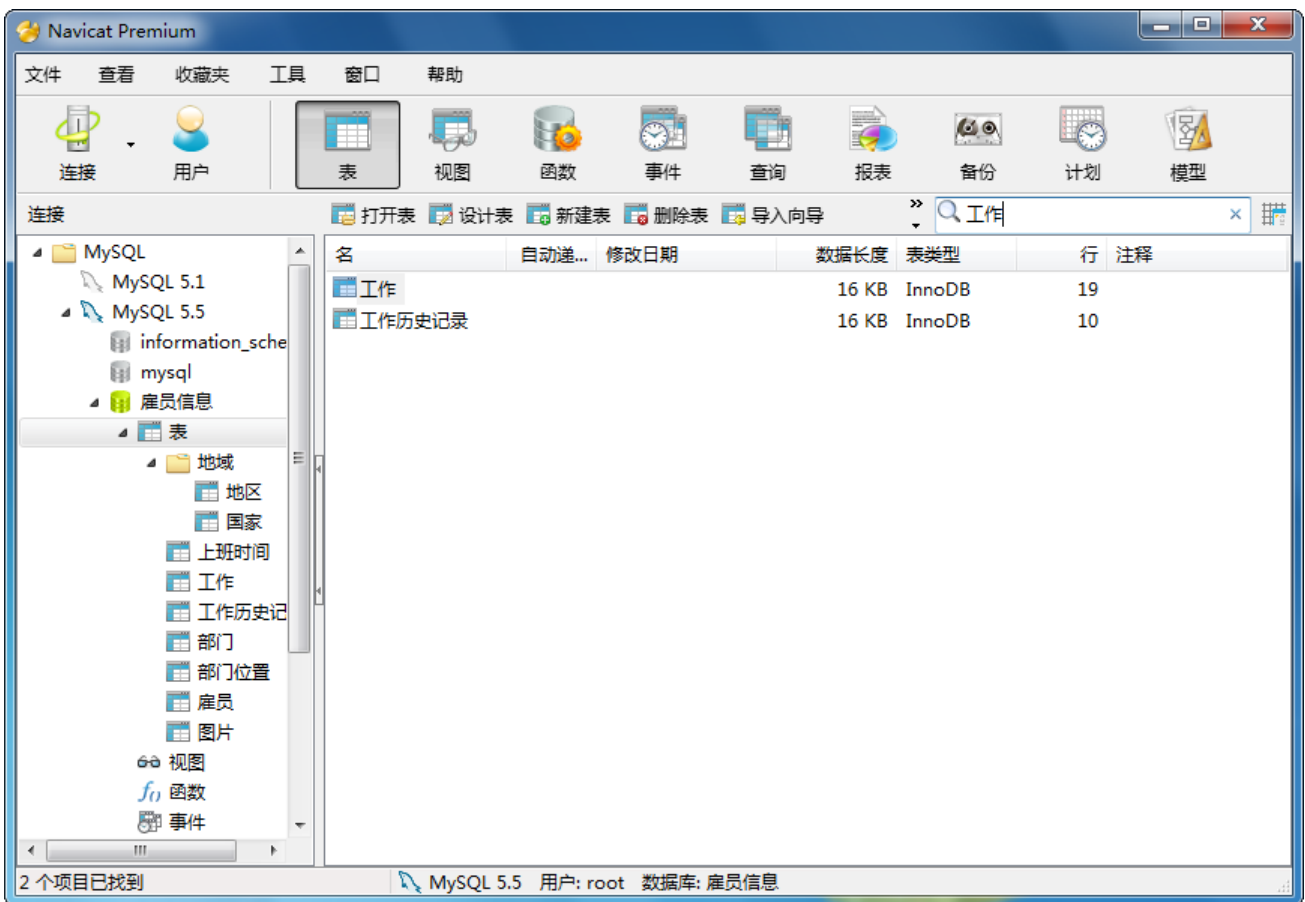 Navicat Premium
文件 查看 收藏夹 工具 窗口 帮助
连接 用户 表 视图 函数 事件 查询 报表 备份 计划 模型
连接 打开表 设计表 新建表 删除表 导入向导 » 工作
名 自动递... 修改日期 数据长度 表类型 行 注释
工作 16 KB InnoDB 19
工作历史记录 16 KB InnoDB 10
MySQL
MySQL 5.1
MySQL 5.5
information_sche
mysql
雇员信息
表
地域
地区
国家
上班时间
工作
工作历史记
部门
部门位置
雇员
图片
视图
函数
事件
2 个项目已找到 MySQL 5.5 用户: root 数据库: 雇员信息